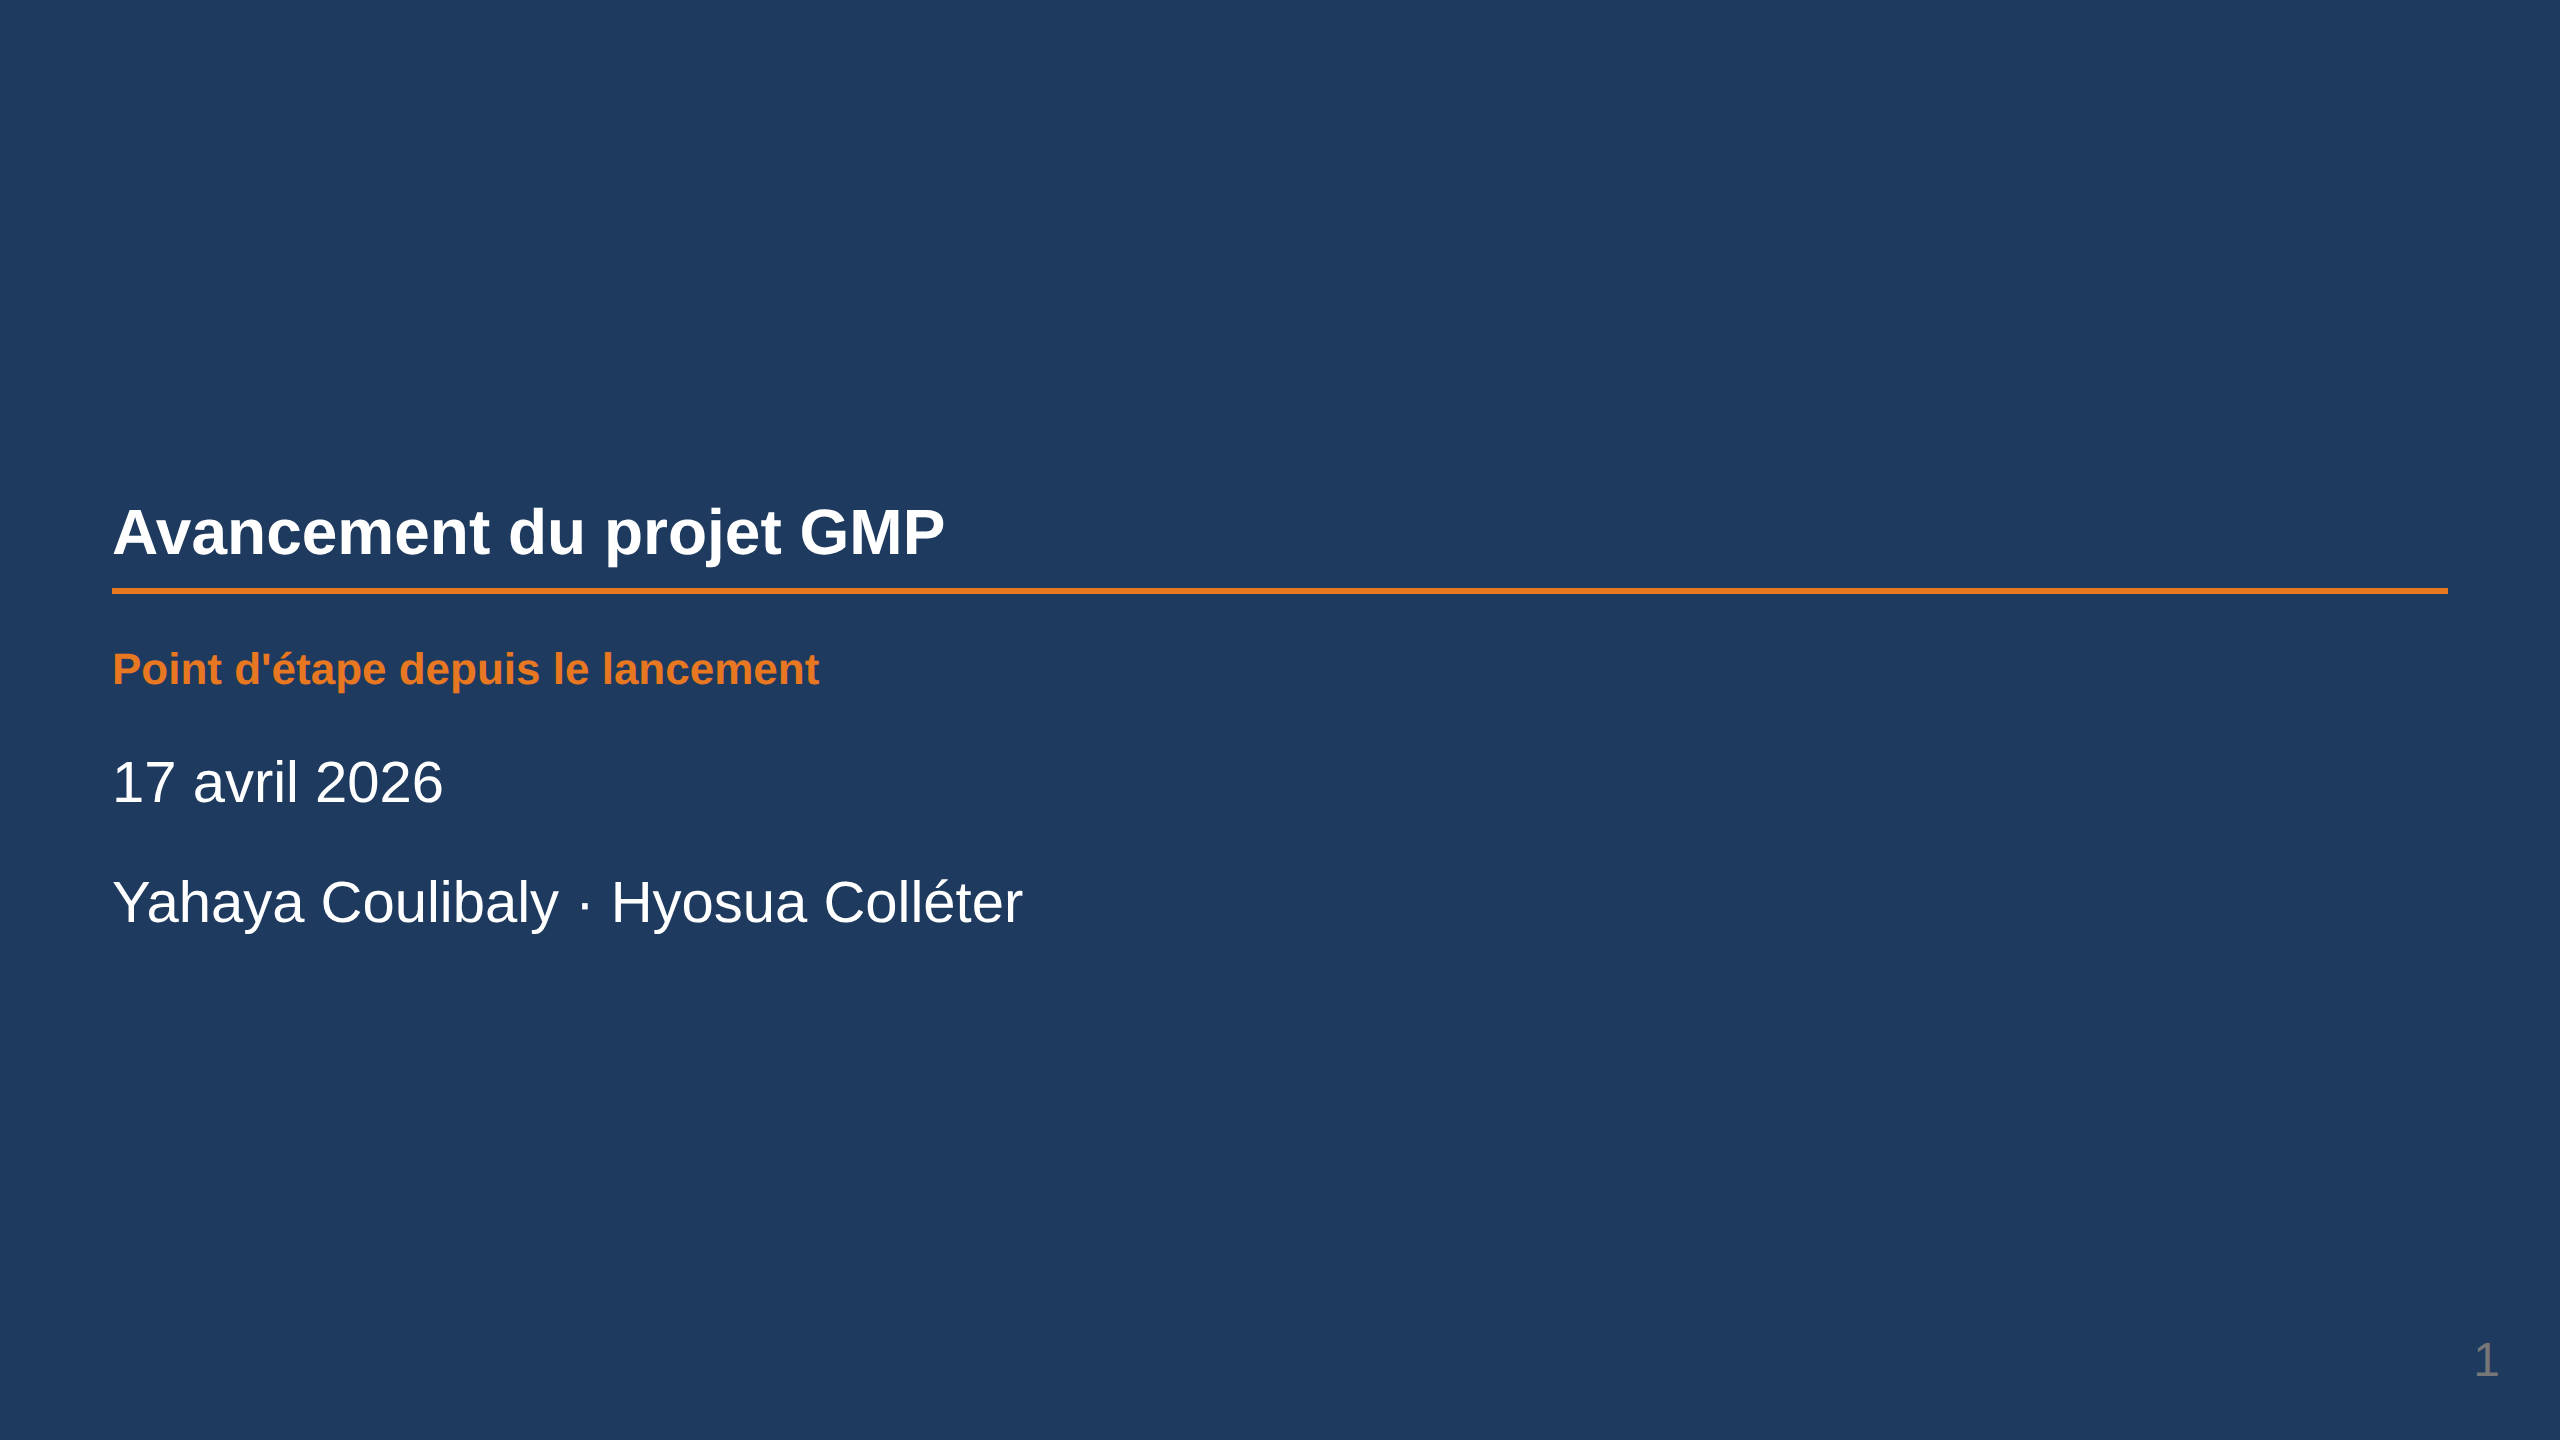 Avancement du projet GMP
Point d'étape depuis le lancement
17 avril 2026
Yahaya Coulibaly · Hyosua Colléter
1